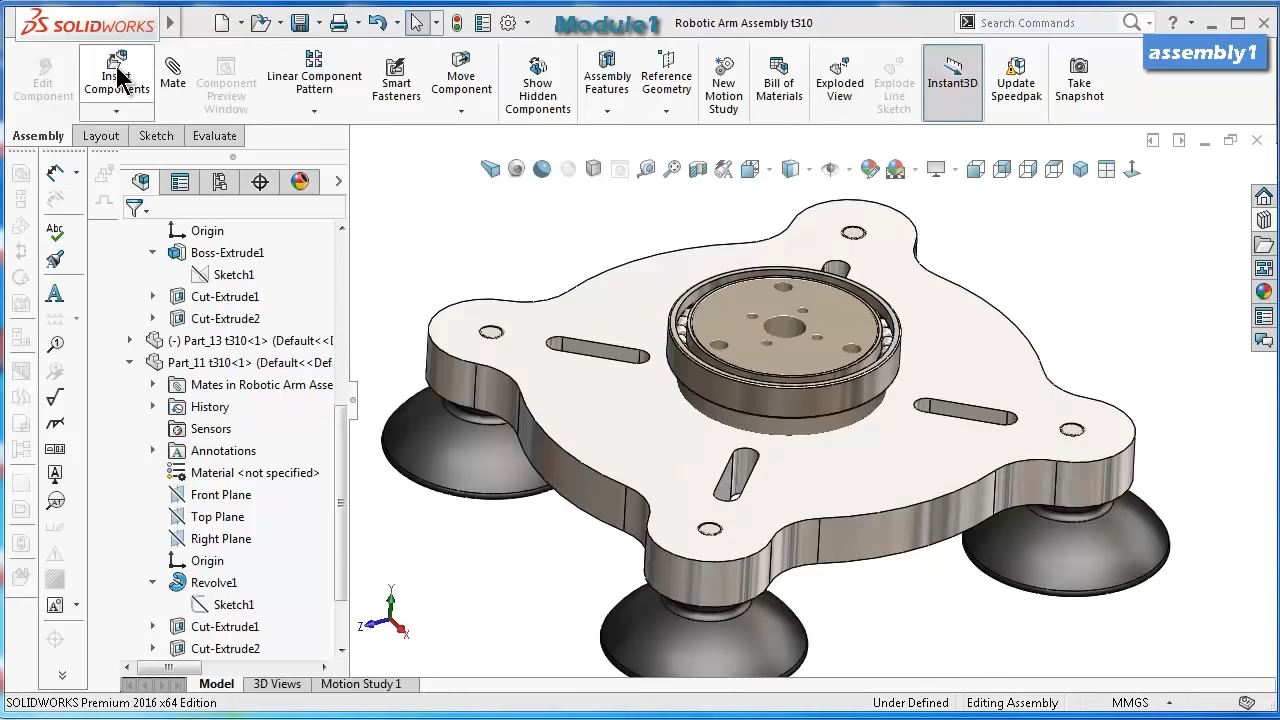 SOLIDWORKS
Module1
Robotic Arm Assembly t310
Search Commands
assembly1
Edit Component
Insert Components
Mate
Component Preview Window
Linear Component Pattern
Smart Fasteners
Move Component
Show Hidden Components
Assembly Features
Reference Geometry
New Motion Study
Bill of Materials
Exploded View
Explode Line Sketch
Instant3D
Update Speedpak
Take Snapshot
Assembly
Layout
Sketch
Evaluate
Origin
Boss-Extrude1
Sketch1
Cut-Extrude1
Cut-Extrude2
(-) Part_13 t310<1> (Default<<D
Part_11 t310<1> (Default<<Def
Mates in Robotic Arm Asse
History
Sensors
Annotations
Material <not specified>
Front Plane
Top Plane
Right Plane
Origin
Revolve1
Sketch1
Cut-Extrude1
Cut-Extrude2
Abc
Y
Z
X
Model
3D Views
Motion Study 1
SOLIDWORKS Premium 2016 x64 Edition
Under Defined
Editing Assembly
MMGS